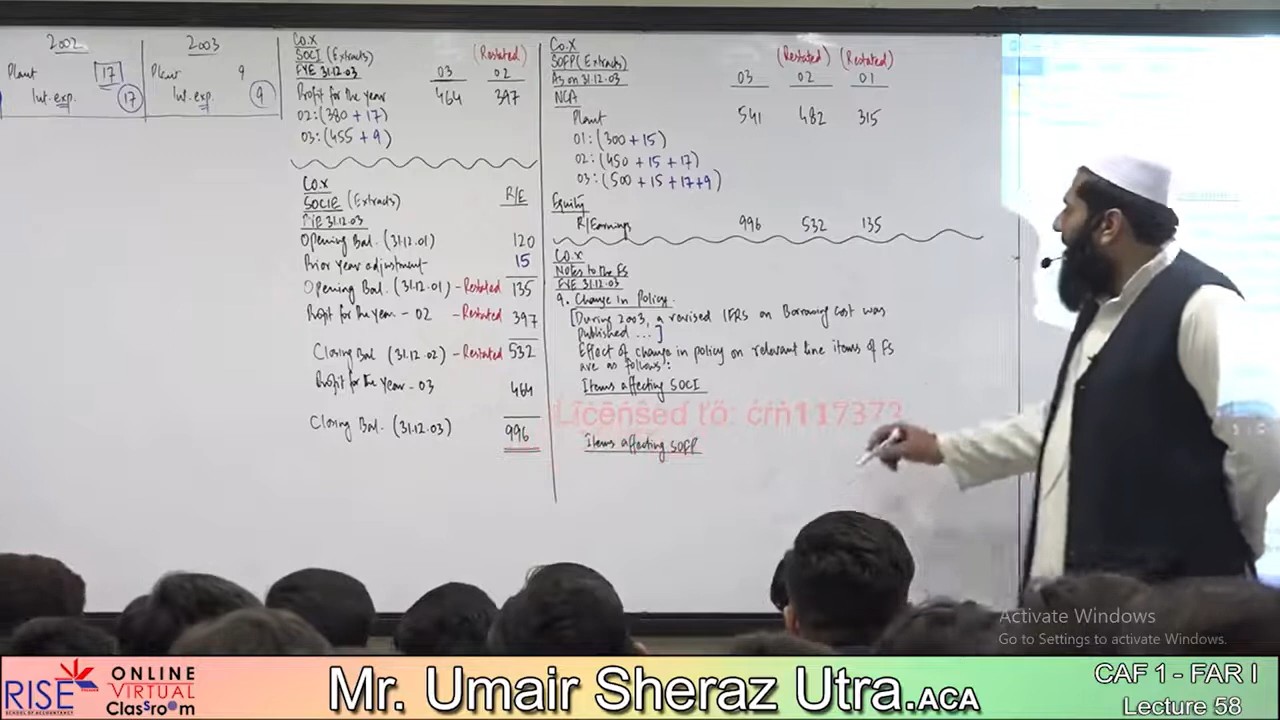 2002
Plant 17
Int. exp. 17
2003
Plant 9
Int. exp. 9
Co.X
SOCI (Extracts) (Restated)
FYE 31.12.03 03 02
Profit for the year 464 397
02: (380 + 17)
03: (455 + 9)
Co.X
SOCIE (Extracts) R/E
FYE 31.12.03
Opening Bal. (31.12.01) 120
Prior Year adjustment 15
Opening Bal. (31.12.01) - Restated 135
Profit for the Year - 02 - Restated 397
Closing Bal (31.12.02) - Restated 532
Profit for the Year - 03 464
Closing Bal. (31.12.03) 996
Co.X
SOFP (Extracts) (Restated) (Restated)
As on 31.12.03 03 02 01
NCA
Plant 541 482 315
01: (300 + 15)
02: (450 + 15 + 17)
03: (500 + 15 + 17 + 9)
Equity
R/Earnings 996 532 135
Co.X
Notes to the FS
FYE 31.12.03
9. Change in Policy.
[During 2003, a revised IFRS on Borrowing cost was
published ... ]
Effect of change in policy on relevant line items of FS
are as follows:
Items affecting SOCI
Licensed to: cm117373
Items affecting SOFP
Activate Windows
Go to Settings to activate Windows.
RISE
SCHOOL OF ACCOUNTANCY
ONLINE
VIRTUAL
Classroom
Mr. Umair Sheraz Utra.ACA
CAF 1 - FAR I
Lecture 58